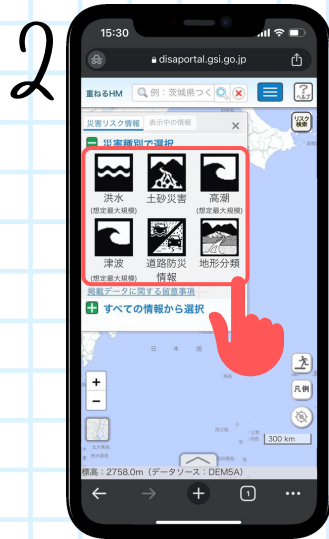 2
15:30
disaportal.gsi.go.jp
重ねるHM
例：茨城県つく
ヘルプ
災害リスク情報
表示中の情報
リスク検索
災害種別で選択
洪水
土砂災害
高潮
(想定最大規模)
(想定最大規模)
津波
道路防災情報
地形分類
(想定最大規模)
掲載データに関する留意事項
すべての情報から選択
日本国
凡例
300 km
標高：2758.0m（データソース：DEM5A）
1